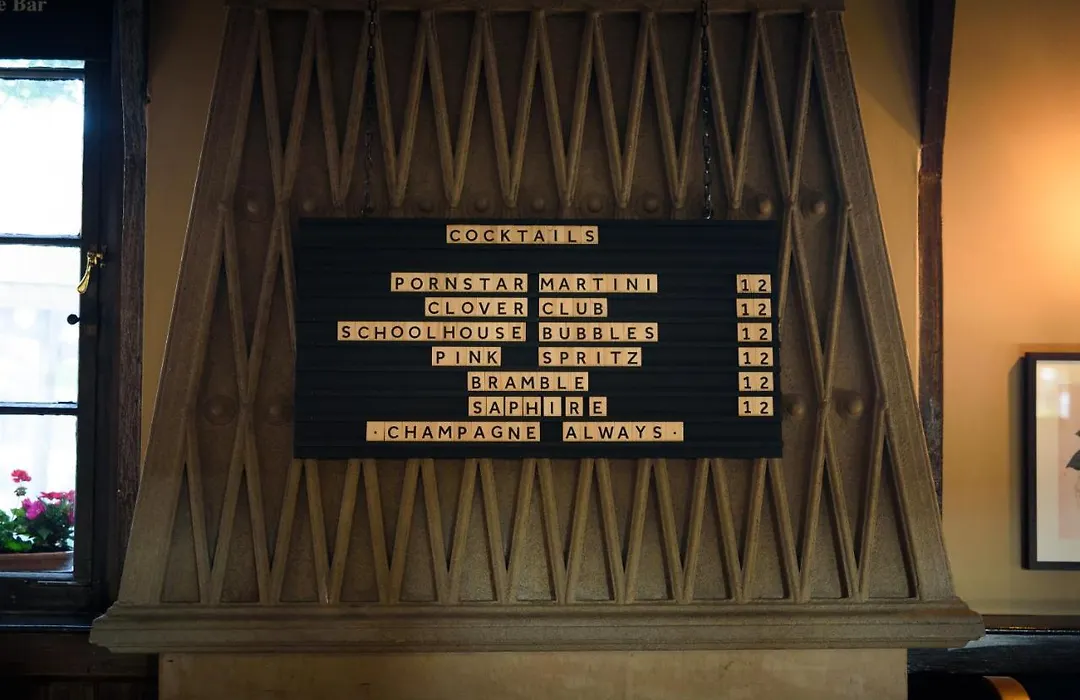 e Bar
COCKTAILS
PORNSTAR MARTINI 12
CLOVER CLUB 12
SCHOOLHOUSE BUBBLES 12
PINK SPRITZ 12
BRAMBLE 12
SAPHIRE 12
·CHAMPAGNE ALWAYS·